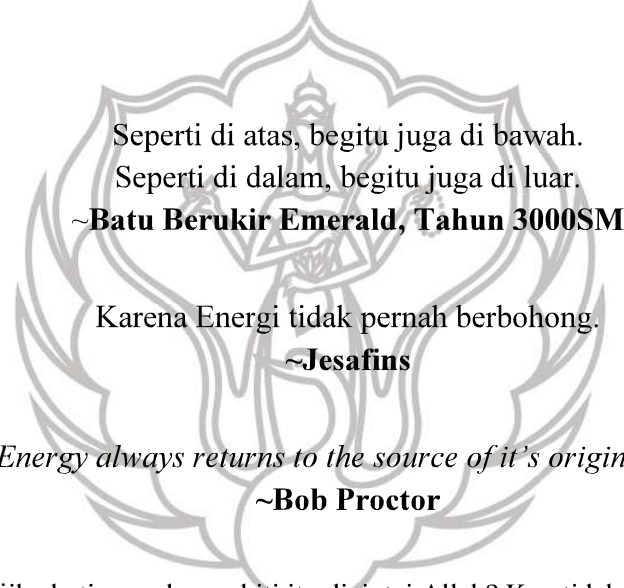 Seperti di atas, begitu juga di bawah.
Seperti di dalam, begitu juga di luar.
~Batu Berukir Emerald, Tahun 3000SM
Karena Energi tidak pernah berbohong.
~Jesafins
Energy always returns to the source of it's origin
~Bob Proctor